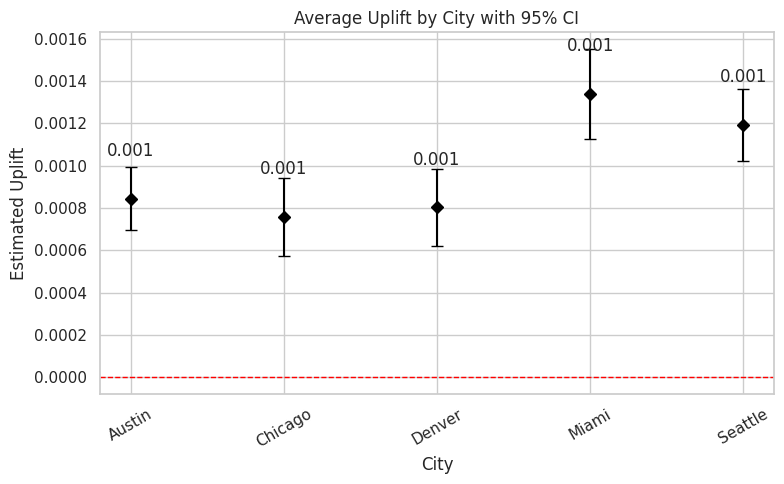 Average Uplift by City with 95% CI
Estimated Uplift
0.0016
0.0014
0.0012
0.0010
0.0008
0.0006
0.0004
0.0002
0.0000
0.001
0.001
0.001
0.001
0.001
Austin
Chicago
Denver
Miami
Seattle
City